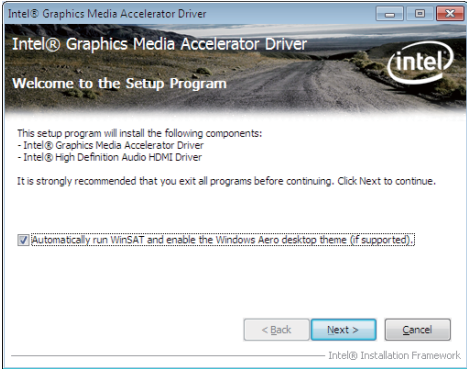 Intel® Graphics Media Accelerator Driver
Intel® Graphics Media Accelerator Driver
(intel)
Welcome to the Setup Program
This setup program will install the following components:
- Intel® Graphics Media Accelerator Driver
- Intel® High Definition Audio HDMI Driver
It is strongly recommended that you exit all programs before continuing. Click Next to continue.
Automatically run WinSAT and enable the Windows Aero desktop theme (if supported).
< Back Next > Cancel
Intel® Installation Framework